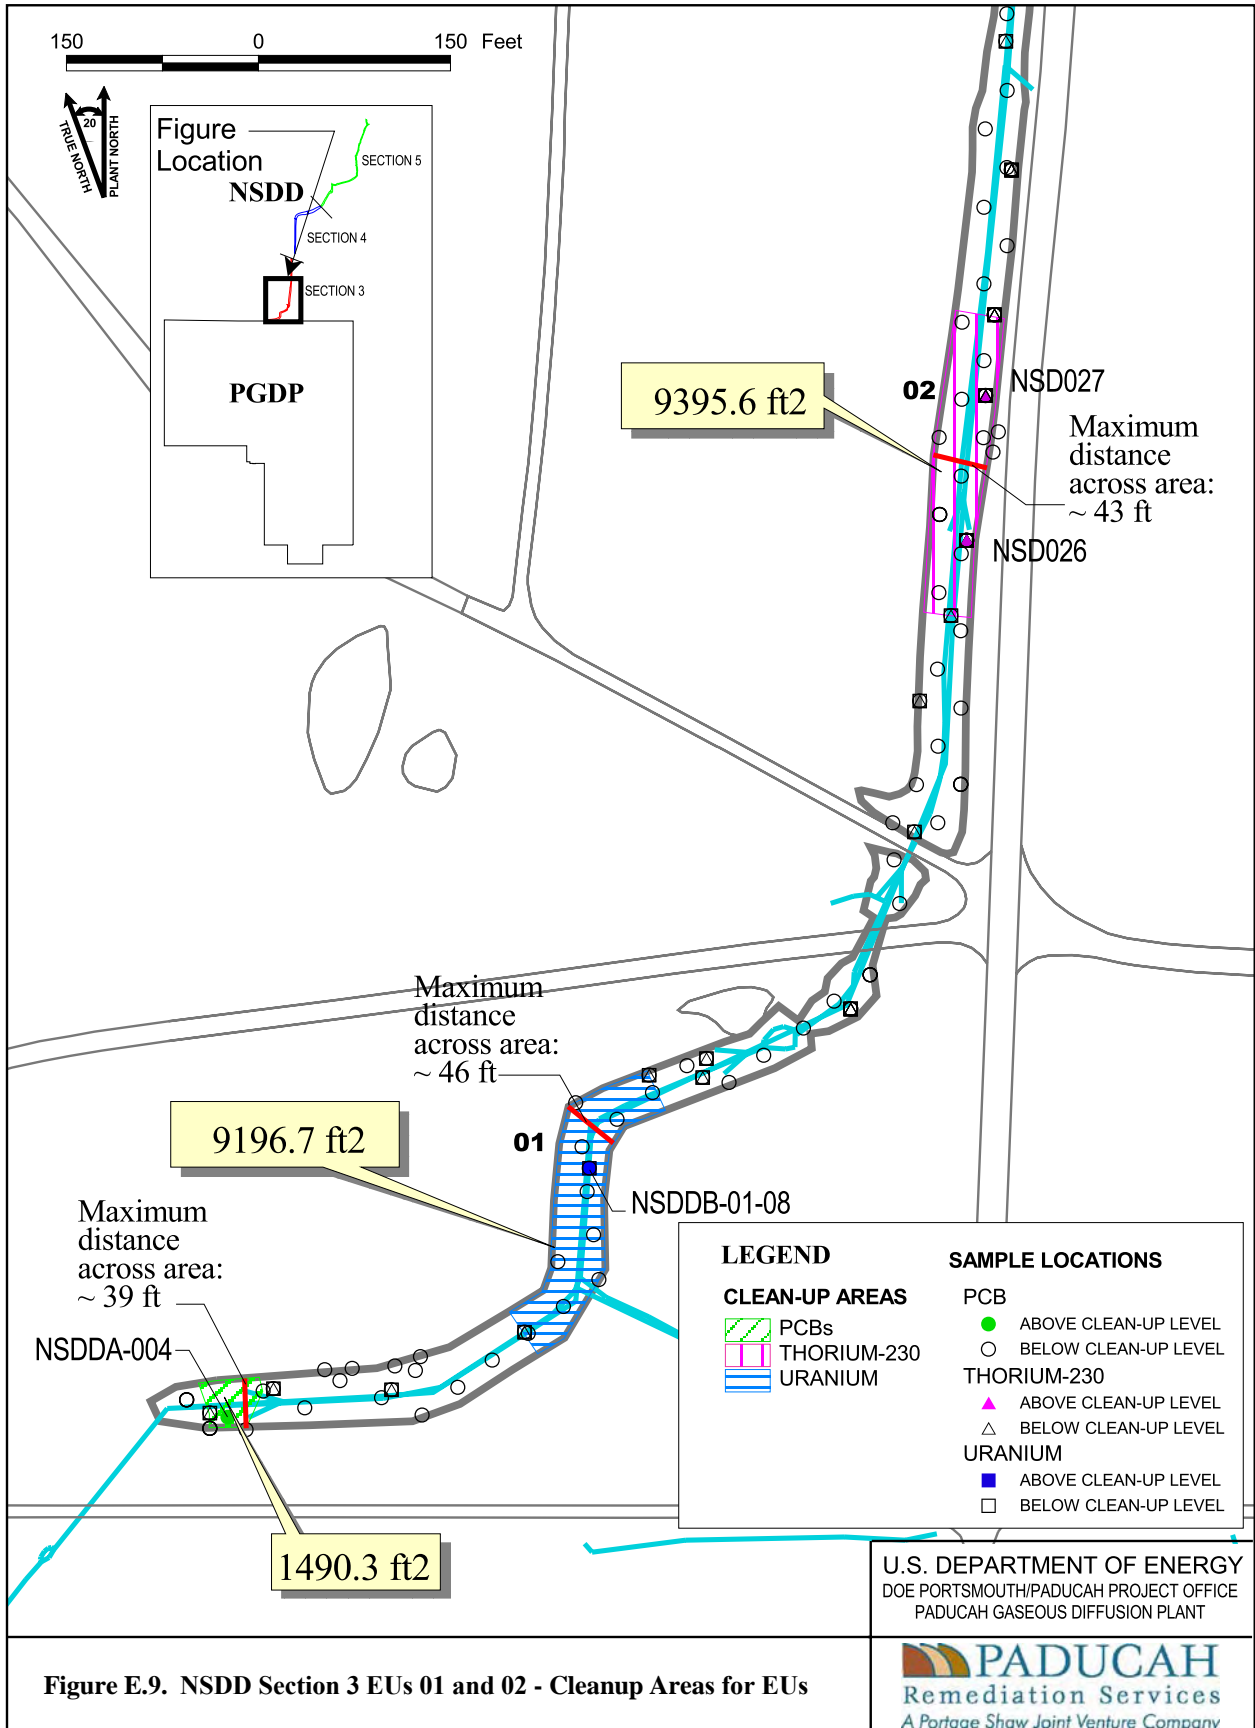 150 0 150 Feet
20
TRUE NORTH
PLANT NORTH
Figure
Location
NSDD
SECTION 5
SECTION 4
SECTION 3
PGDP
9395.6 ft2
02
NSD027
Maximum
distance
across area:
~ 43 ft
NSD026
Maximum
distance
across area:
~ 46 ft
9196.7 ft2
01
NSDDB-01-08
Maximum
distance
across area:
~ 39 ft
NSDDA-004
1490.3 ft2
LEGEND
CLEAN-UP AREAS
PCBs
THORIUM-230
URANIUM
SAMPLE LOCATIONS
PCB
ABOVE CLEAN-UP LEVEL
BELOW CLEAN-UP LEVEL
THORIUM-230
ABOVE CLEAN-UP LEVEL
BELOW CLEAN-UP LEVEL
URANIUM
ABOVE CLEAN-UP LEVEL
BELOW CLEAN-UP LEVEL
U.S. DEPARTMENT OF ENERGY
DOE PORTSMOUTH/PADUCAH PROJECT OFFICE
PADUCAH GASEOUS DIFFUSION PLANT
Figure E.9. NSDD Section 3 EUs 01 and 02 - Cleanup Areas for EUs
PADUCAH
Remediation Services
A Portage Shaw Joint Venture Company